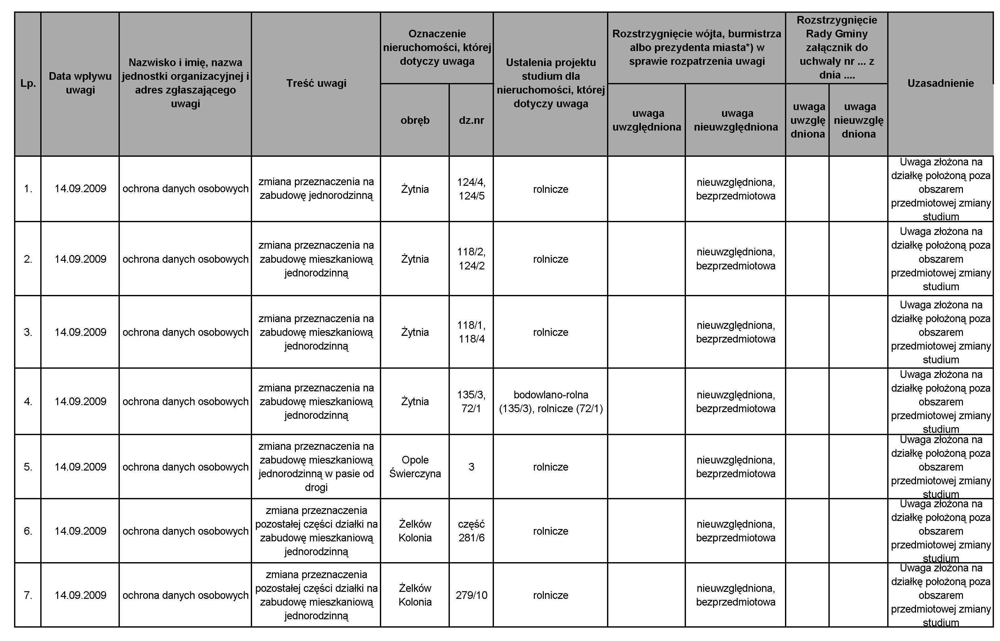 Lp.
Data wpływu
uwagi
Nazwisko i imię, nazwa
jednostki organizacyjnej i
adres zgłaszającego
uwagi
Treść uwagi
Oznaczenie
nieruchomości, której
dotyczy uwaga
obręb
dz.nr
Ustalenia projektu
studium dla
nieruchomości, której
dotyczy uwaga
Rozstrzygnięcie wójta, burmistrza
albo prezydenta miasta*) w
sprawie rozpatrzenia uwagi
uwaga
uwzględniona
uwaga
nieuwzględniona
Rozstrzygnięcie
Rady Gminy
załącznik do
uchwały nr ... z
dnia ....
uwaga
uwzglę
dniona
uwaga
nieuwzglę
dniona
Uzasadnienie
1.
14.09.2009
ochrona danych osobowych
zmiana przeznaczenia na
zabudowę jednorodzinną
Żytnia
124/4,
124/5
rolnicze
nieuwzględniona,
bezprzedmiotowa
Uwaga złożona na
działkę położoną poza
obszarem
przedmiotowej zmiany
studium
2.
14.09.2009
ochrona danych osobowych
zmiana przeznaczenia na
zabudowę mieszkaniową
jednorodzinną
Żytnia
118/2,
124/2
rolnicze
nieuwzględniona,
bezprzedmiotowa
Uwaga złożona na
działkę położoną poza
obszarem
przedmiotowej zmiany
studium
3.
14.09.2009
ochrona danych osobowych
zmiana przeznaczenia na
zabudowę mieszkaniową
jednorodzinną
Żytnia
118/1,
118/4
rolnicze
nieuwzględniona,
bezprzedmiotowa
Uwaga złożona na
działkę położoną poza
obszarem
przedmiotowej zmiany
studium
4.
14.09.2009
ochrona danych osobowych
zmiana przeznaczenia na
zabudowę mieszkaniową
jednorodzinną
Żytnia
135/3,
72/1
bodowlano-rolna
(135/3), rolnicze (72/1)
nieuwzględniona,
bezprzedmiotowa
Uwaga złożona na
działkę położoną poza
obszarem
przedmiotowej zmiany
studium
5.
14.09.2009
ochrona danych osobowych
zmiana przeznaczenia na
zabudowę mieszkaniową
jednorodzinną w pasie od
drogi
Opole
Świerczyna
3
rolnicze
nieuwzględniona,
bezprzedmiotowa
Uwaga złożona na
działkę położoną poza
obszarem
przedmiotowej zmiany
studium
6.
14.09.2009
ochrona danych osobowych
zmiana przeznaczenia
pozostałej części działki na
zabudowę mieszkaniową
jednorodzinną
Żelków
Kolonia
część
281/6
rolnicze
nieuwzględniona,
bezprzedmiotowa
Uwaga złożona na
działkę położoną poza
obszarem
przedmiotowej zmiany
studium
7.
14.09.2009
ochrona danych osobowych
zmiana przeznaczenia
pozostałej części działki na
zabudowę mieszkaniową
jednorodzinną
Żelków
Kolonia
279/10
rolnicze
nieuwzględniona,
bezprzedmiotowa
Uwaga złożona na
działkę położoną poza
obszarem
przedmiotowej zmiany
studium